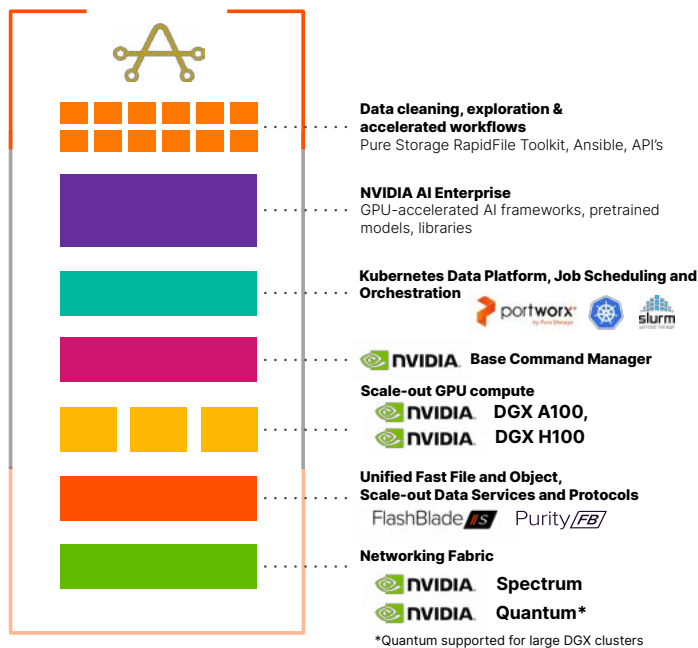 Data cleaning, exploration &
accelerated workflows
Pure Storage RapidFile Toolkit, Ansible, API's
NVIDIA AI Enterprise
GPU-accelerated AI frameworks, pretrained
models, libraries
Kubernetes Data Platform, Job Scheduling and
Orchestration
portworx
by Pure Storage
slurm
workload manager
NVIDIA. Base Command Manager
Scale-out GPU compute
NVIDIA. DGX A100,
NVIDIA. DGX H100
Unified Fast File and Object,
Scale-out Data Services and Protocols
FlashBlade//S Purity//FB
Networking Fabric
NVIDIA. Spectrum
NVIDIA. Quantum*
*Quantum supported for large DGX clusters